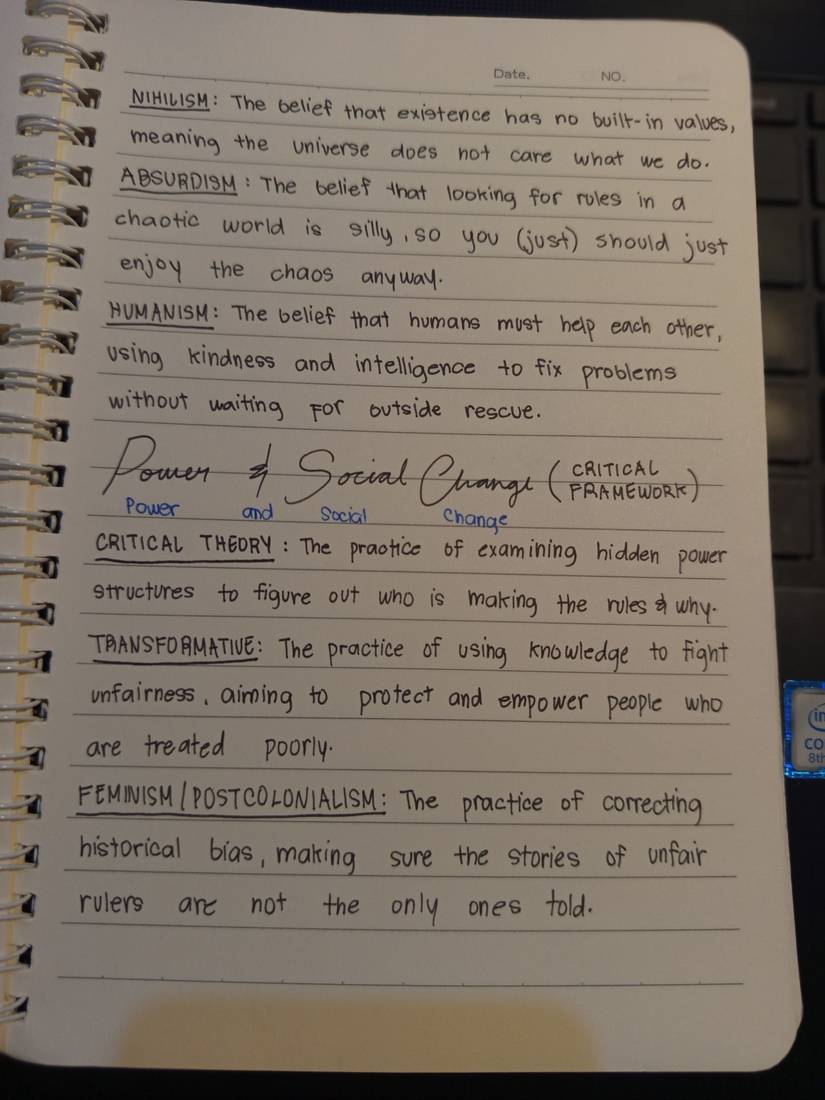 Date. NO.
NIHILISM: The belief that existence has no built-in values,
meaning the universe does not care what we do.
ABSURDISM: The belief that looking for rules in a
chaotic world is silly, so you (just) should just
enjoy the chaos anyway.
HUMANISM: The belief that humans must help each other,
using kindness and intelligence to fix problems
without waiting for outside rescue.
Power & Social Change (CRITICAL
FRAMEWORK)
Power and Social Change
CRITICAL THEORY: The practice of examining hidden power
structures to figure out who is making the rules & why.
TRANSFORMATIVE: The practice of using knowledge to fight
unfairness, aiming to protect and empower people who
are treated poorly.
FEMINISM/POSTCOLONIALISM: The practice of correcting
historical bias, making sure the stories of unfair
rulers are not the only ones told.
in
CO
8th